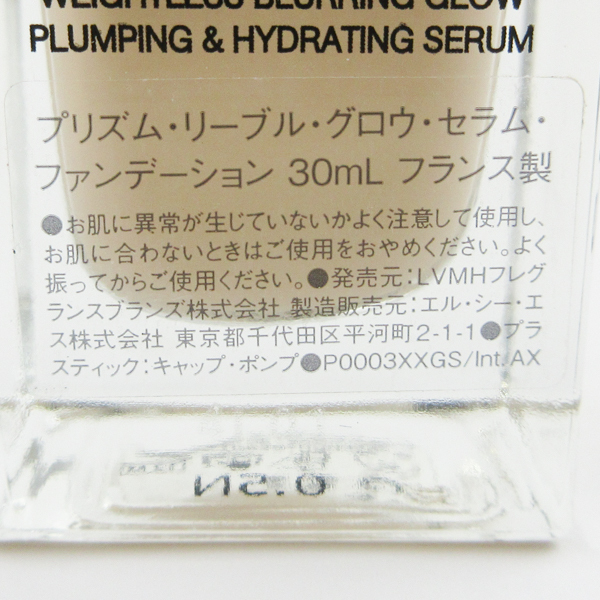 WEIGHTLESS BLURRING GLOW
PLUMPING & HYDRATING SERUM
プリズム・リーブル・グロウ・セラム・
ファンデーション 30mL フランス製
●お肌に異常が生じていないかよく注意して使用し、
お肌に合わないときはご使用をおやめください。よく
振ってからご使用ください。●発売元:LVMHフレグ
ランスブランズ株式会社 製造販売元:エル・シー・エ
ス株式会社 東京都千代田区平河町2-1-1●プラ
スティック:キャップ・ポンプ●P0003XXGS/Int.AX